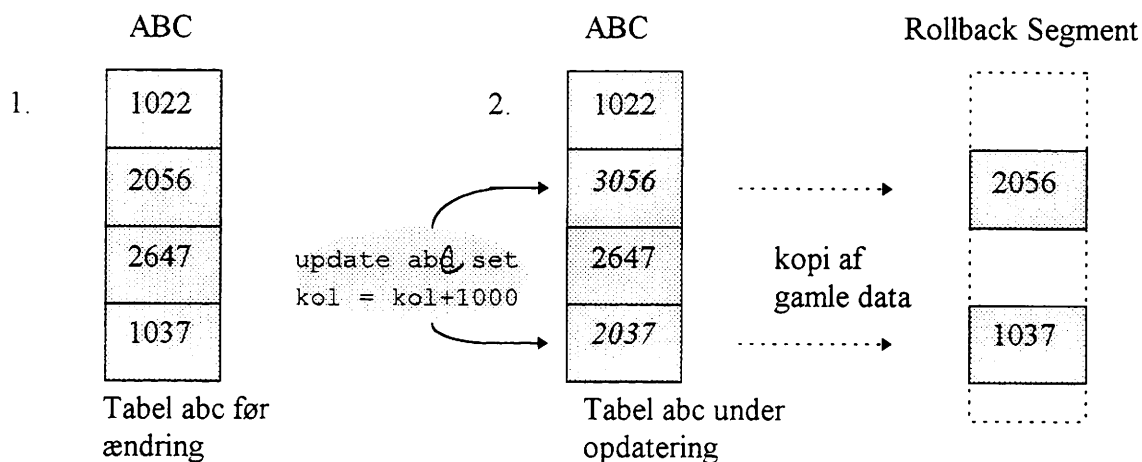 ABC
ABC
Rollback Segment
1.
1022
2056
2647
1037
Tabel abc før
ændring
update abc set
kol = kol+1000
2.
1022
3056
2647
2037
Tabel abc under
opdatering
kopi af
gamle data
2056
1037